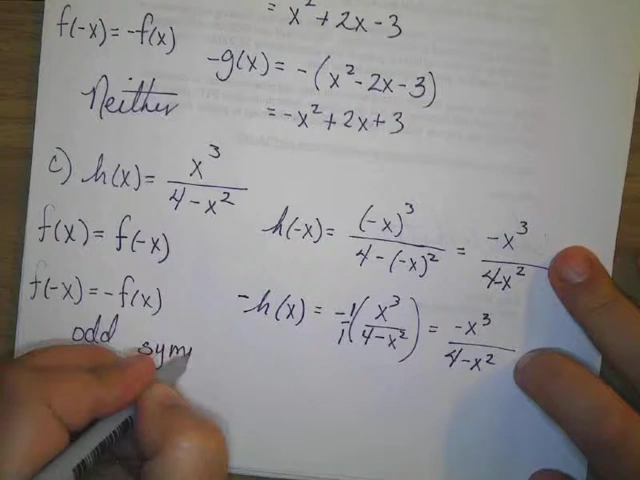 = x² + 2x - 3
f(-x) = -f(x)
-g(x) = -(x² - 2x - 3)
Neither
= -x² + 2x + 3
c) h(x) = x³ / (4 - x²)
h(-x) = (-x)³ / (4 - (-x)²) = -x³ / (4 - x²)
f(x) = f(-x)
f(-x) = -f(x)
-h(x) = -1/1 (x³ / (4 - x²)) = -x³ / (4 - x²)
odd sym